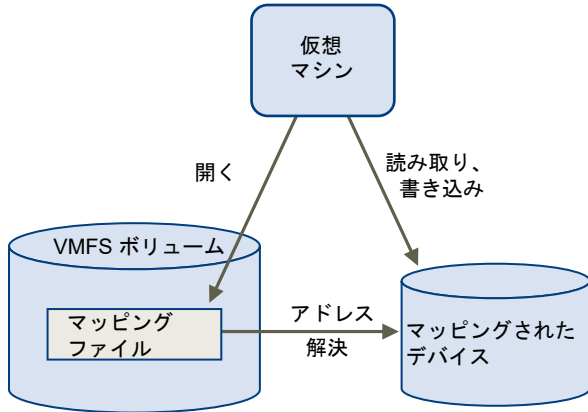 仮想
マシン
開く
読み取り、
書き込み
VMFS ボリューム
マッピング
ファイル
アドレス
解決
マッピングされた
デバイス